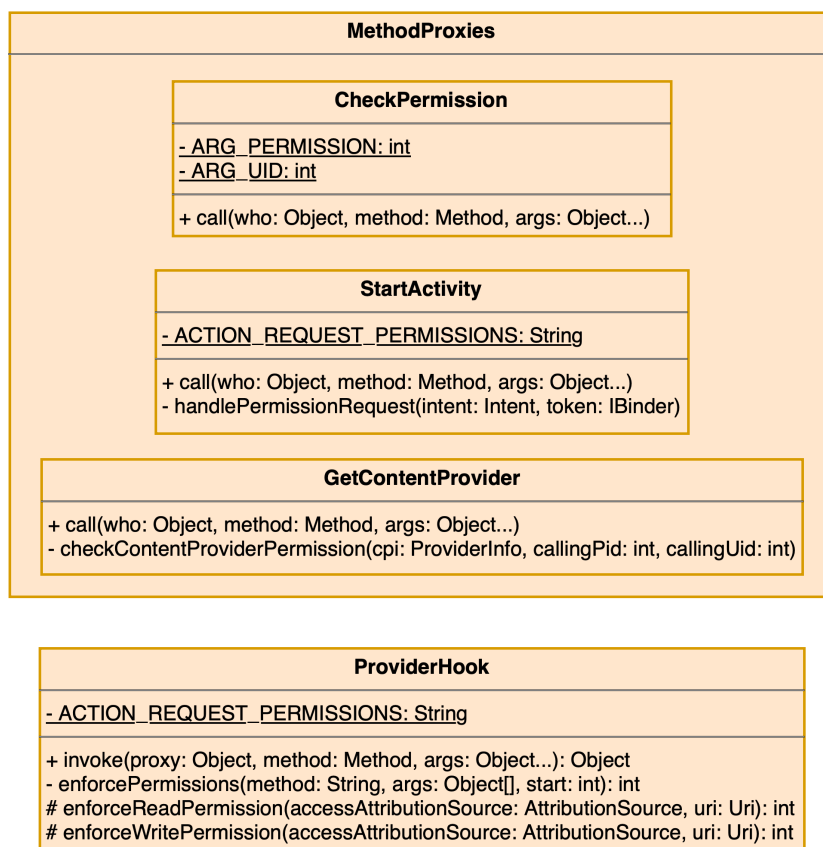 MethodProxies
CheckPermission
- ARG_PERMISSION: int
- ARG_UID: int
+ call(who: Object, method: Method, args: Object...)
StartActivity
- ACTION_REQUEST_PERMISSIONS: String
+ call(who: Object, method: Method, args: Object...)
- handlePermissionRequest(intent: Intent, token: IBinder)
GetContentProvider
+ call(who: Object, method: Method, args: Object...)
- checkContentProviderPermission(cpi: ProviderInfo, callingPid: int, callingUid: int)
ProviderHook
- ACTION_REQUEST_PERMISSIONS: String
+ invoke(proxy: Object, method: Method, args: Object...): Object
- enforcePermissions(method: String, args: Object[], start: int): int
# enforceReadPermission(accessAttributionSource: AttributionSource, uri: Uri): int
# enforceWritePermission(accessAttributionSource: AttributionSource, uri: Uri): int